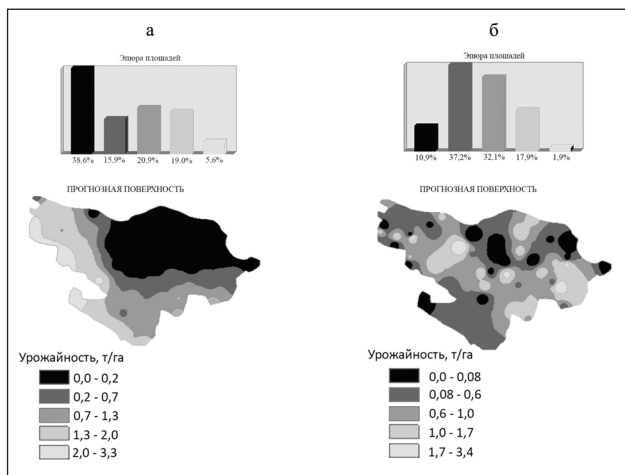 а
Эпюра площадей
38,6% 15,9% 20,9% 19,0% 5,6%
ПРОГНОЗНАЯ ПОВЕРХНОСТЬ
Урожайность, т/га
0,0 - 0,2
0,2 - 0,7
0,7 - 1,3
1,3 - 2,0
2,0 - 3,3
б
Эпюра площадей
10,9% 37,2% 32,1% 17,9% 1,9%
ПРОГНОЗНАЯ ПОВЕРХНОСТЬ
Урожайность, т/га
0,0 - 0,08
0,08 - 0,6
0,6 - 1,0
1,0 - 1,7
1,7 - 3,4